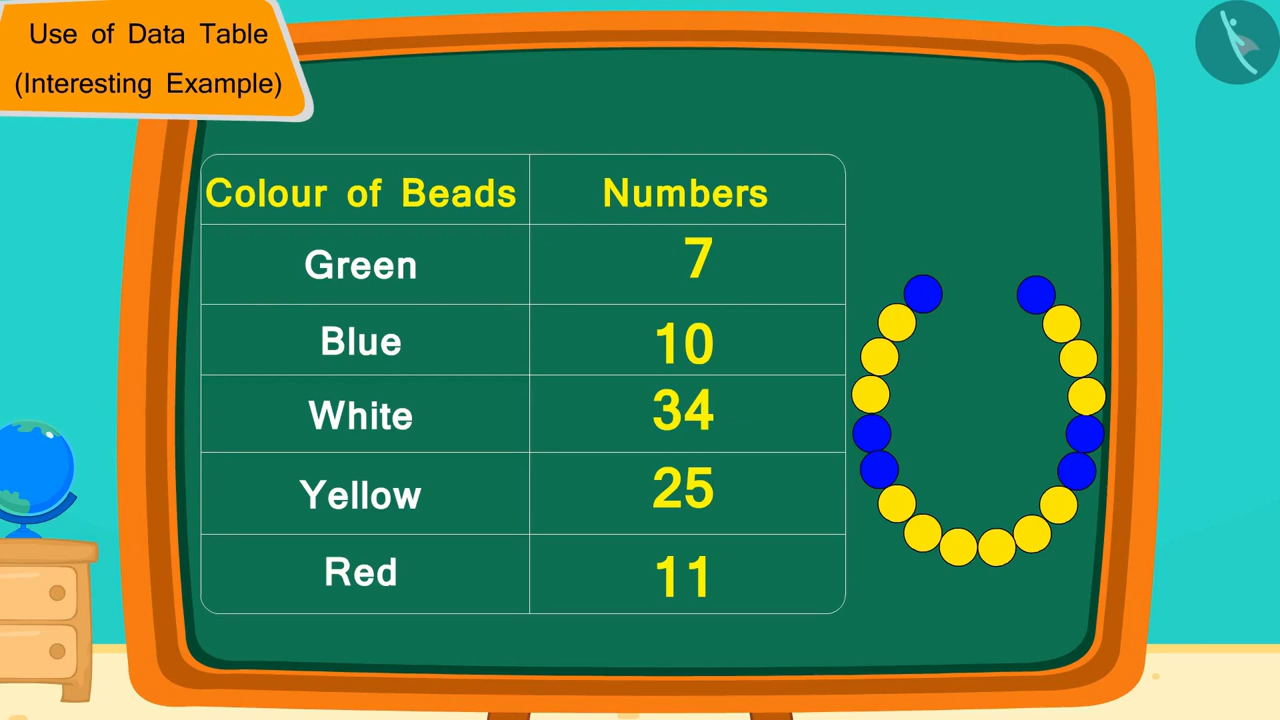 Use of Data Table
(Interesting Example)
Colour of Beads Numbers
Green 7
Blue 10
White 34
Yellow 25
Red 11